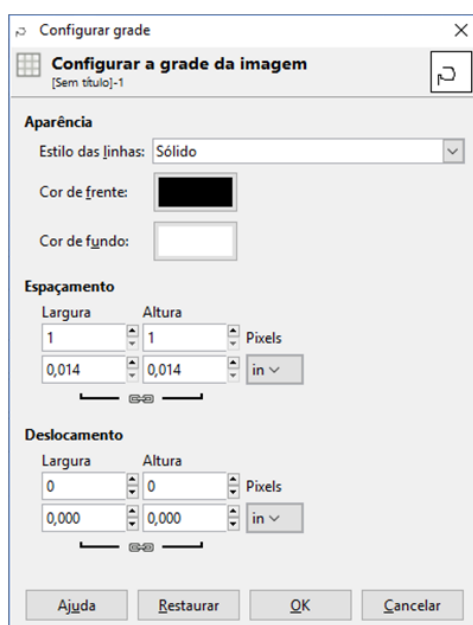 Configurar grade
Configurar a grade da imagem
[Sem título]-1
Aparência
Estilo das linhas: Sólido
Cor de frente:
Cor de fundo:
Espaçamento
Largura Altura
1 1 Pixels
0,014 0,014 in
Deslocamento
Largura Altura
0 0 Pixels
0,000 0,000 in
Ajuda Restaurar OK Cancelar